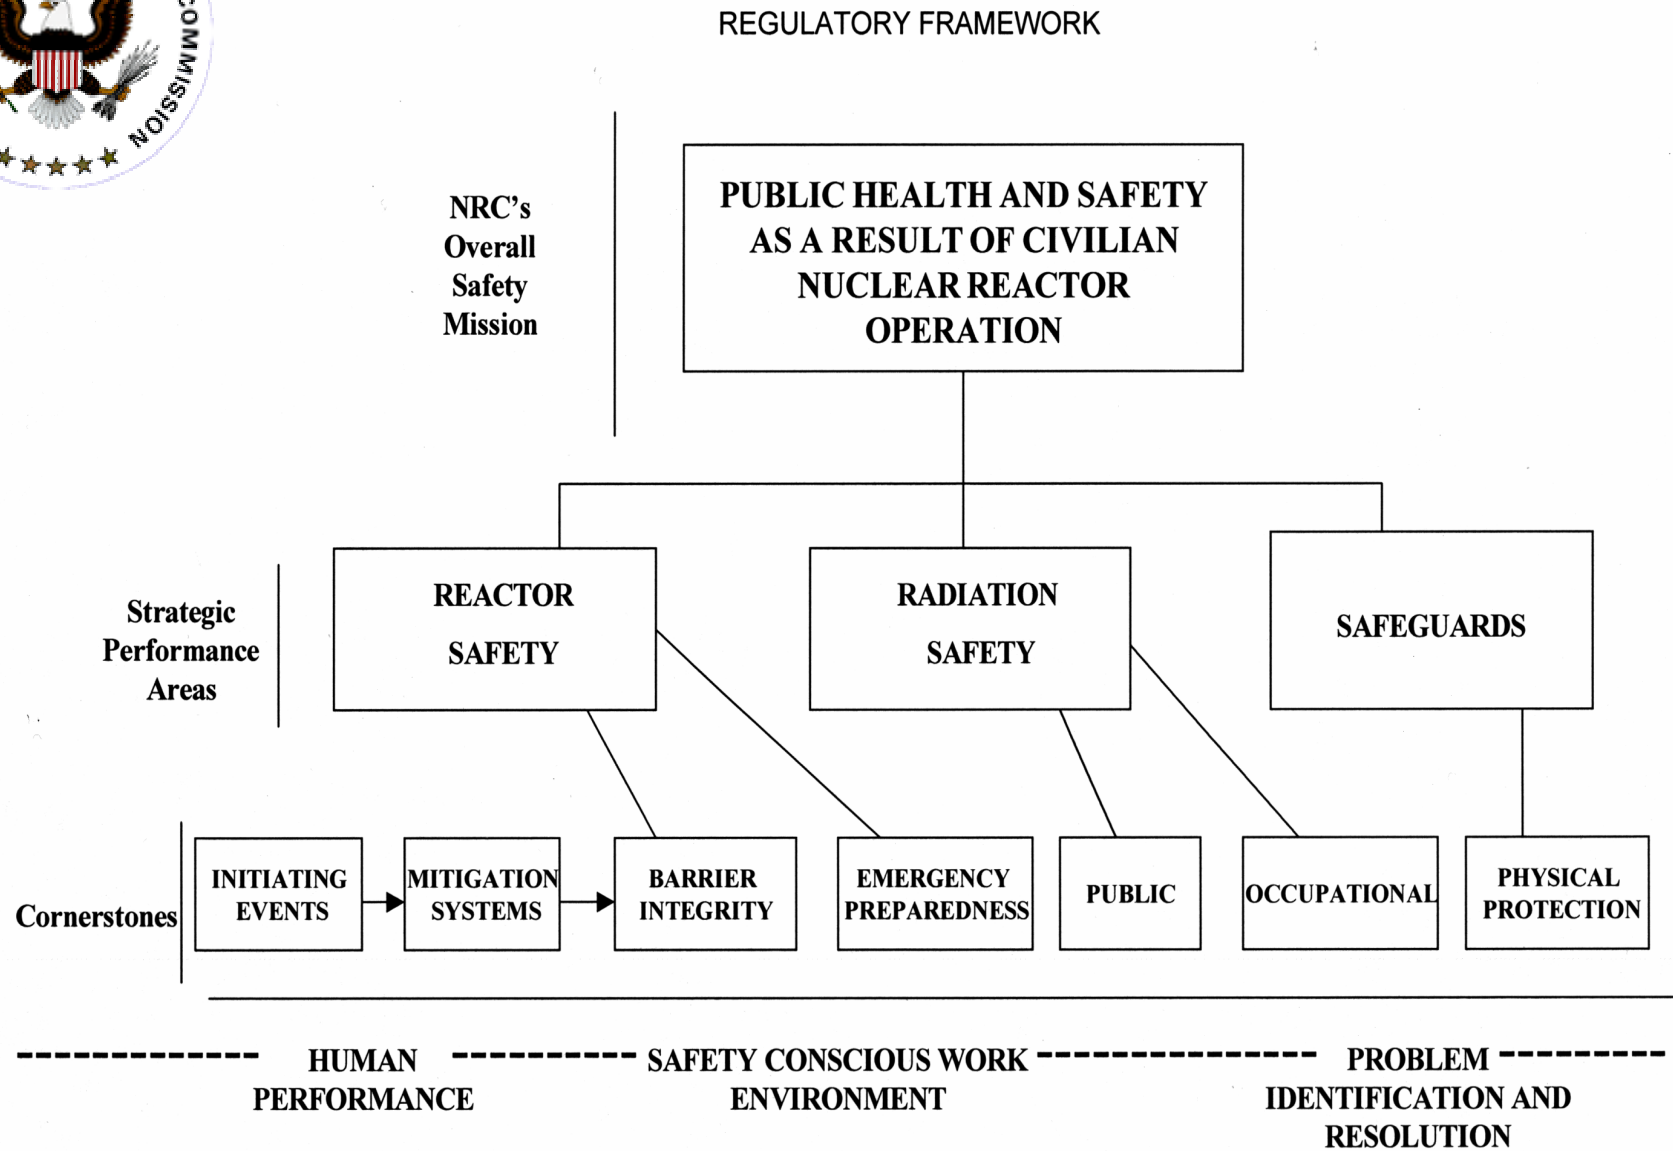 COMMISSION
REGULATORY FRAMEWORK
NRC's
Overall
Safety
Mission
PUBLIC HEALTH AND SAFETY
AS A RESULT OF CIVILIAN
NUCLEAR REACTOR
OPERATION
Strategic
Performance
Areas
REACTOR
SAFETY
RADIATION
SAFETY
SAFEGUARDS
Cornerstones
INITIATING
EVENTS
MITIGATION
SYSTEMS
BARRIER
INTEGRITY
EMERGENCY
PREPAREDNESS
PUBLIC
OCCUPATIONAL
PHYSICAL
PROTECTION
HUMAN
PERFORMANCE
SAFETY CONSCIOUS WORK
ENVIRONMENT
PROBLEM
IDENTIFICATION AND
RESOLUTION